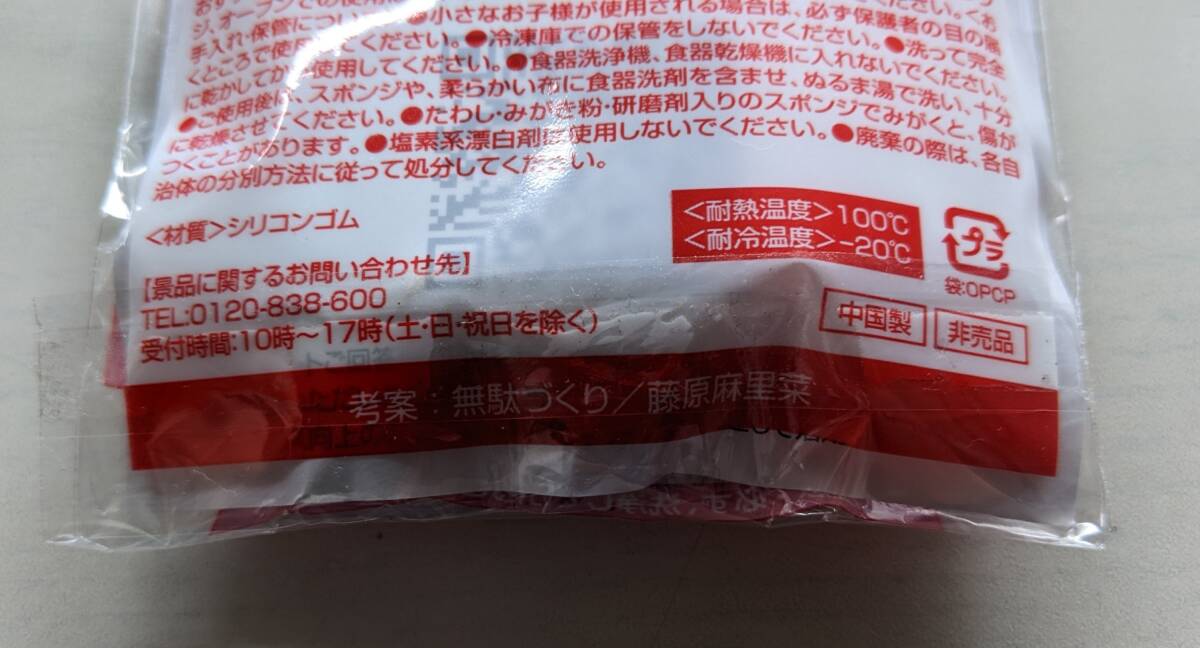 ジ、オーブンでの使用
手入れ・保管について ●小さなお子様が使用される場合は、必ず保護者の目の届
くところで使用してください。●冷凍庫での保管をしないでください。●洗って完全
に乾かしてから使用してください。●食器洗浄機、食器乾燥機に入れないでください。
●ご使用後は、スポンジや、柔らかい布に食器洗剤を含ませ、ぬるま湯で洗い、十分
に乾燥させてください。●たわし・みがき粉・研磨剤入りのスポンジでみがくと、傷が
つくことがあります。●塩素系漂白剤は使用しないでください。●廃棄の際は、各自
治体の分別方法に従って処分してください。
<材質>シリコンゴム
<耐熱温度>100℃
<耐冷温度>-20℃
プラ
袋:OPCP
【景品に関するお問い合わせ先】
TEL:0120-838-600
受付時間:10時〜17時(土・日・祝日を除く)
中国製
非売品
考案:無駄づくり/藤原麻里菜